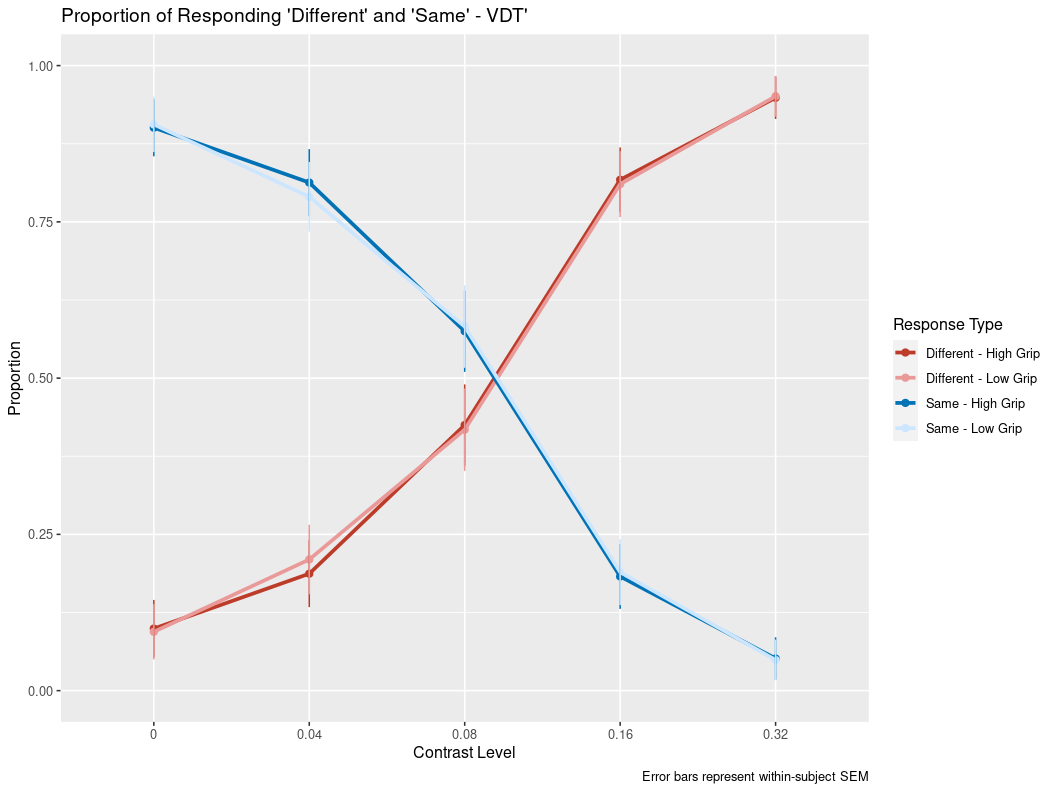 Proportion of Responding 'Different' and 'Same' - VDT'
1.00
0.75
0.50
0.25
0.00
Proportion
0
0.04
0.08
0.16
0.32
Contrast Level
Error bars represent within-subject SEM
Response Type
Different - High Grip
Different - Low Grip
Same - High Grip
Same - Low Grip